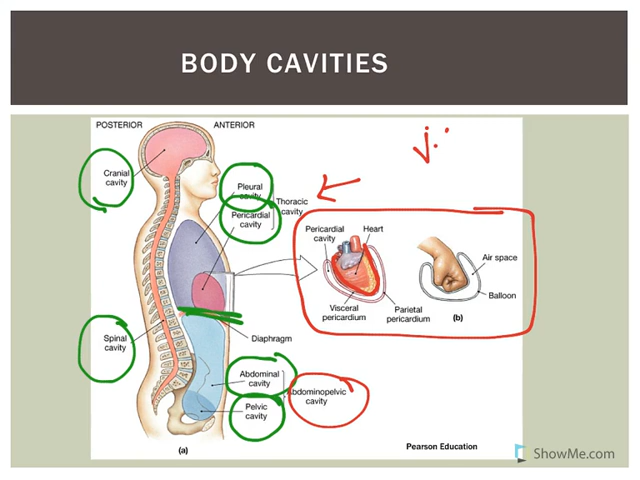 BODY CAVITIES
POSTERIOR
ANTERIOR
Cranial
cavity
Pleural
cavity
Pericardial
cavity
Thoracic
cavity
Pericardial
cavity
Heart
Visceral
pericardium
Parietal
pericardium
Air space
Balloon
(b)
Spinal
cavity
Diaphragm
Abdominal
cavity
Abdominopelvic
cavity
Pelvic
cavity
(a)
Pearson Education
ShowMe.com